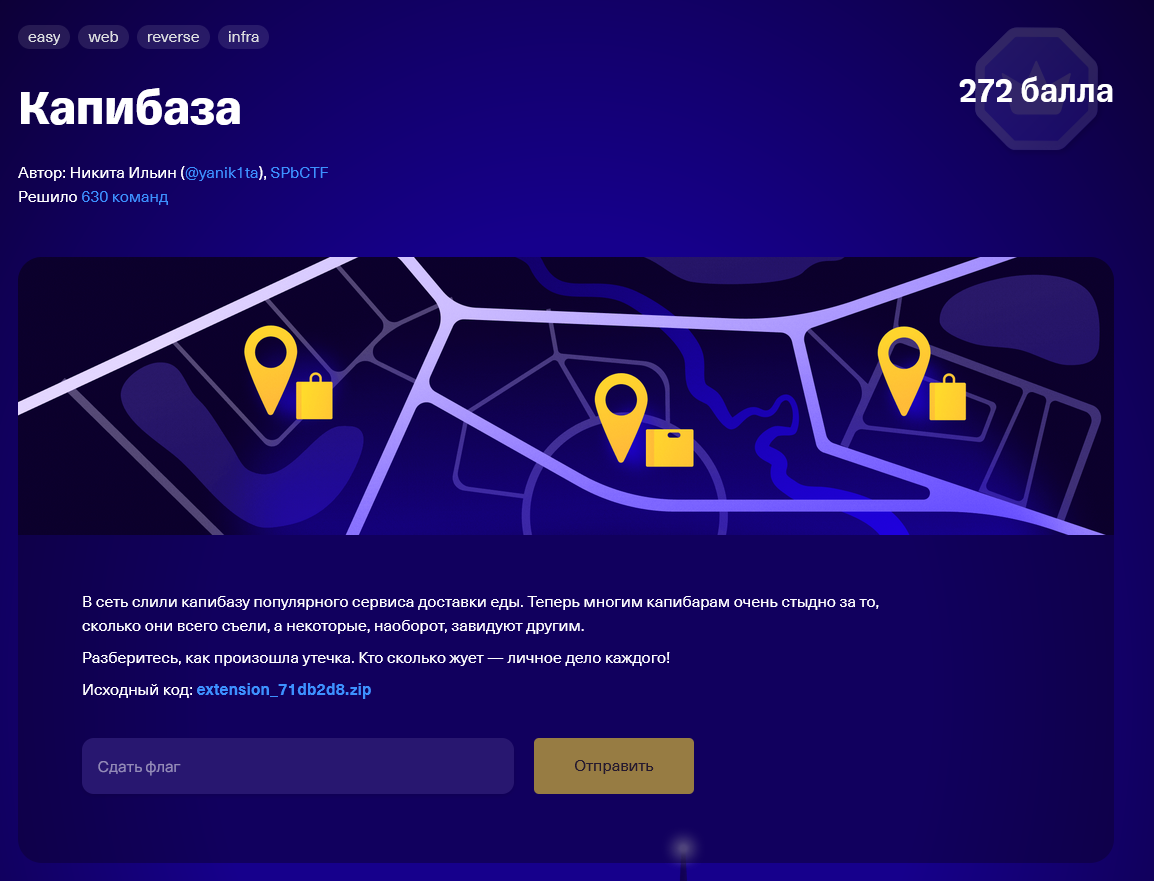 easy web reverse infra
272 балла
Капибаза
Автор: Никита Ильин (@yanik1ta), SPbCTF
Решило 630 команд
В сеть слили капибазу популярного сервиса доставки еды. Теперь многим капибарам очень стыдно за то,
сколько они всего съели, а некоторые, наоборот, завидуют другим.
Разберитесь, как произошла утечка. Кто сколько жует — личное дело каждого!
Исходный код: extension_71db2d8.zip
Сдать флаг
Отправить